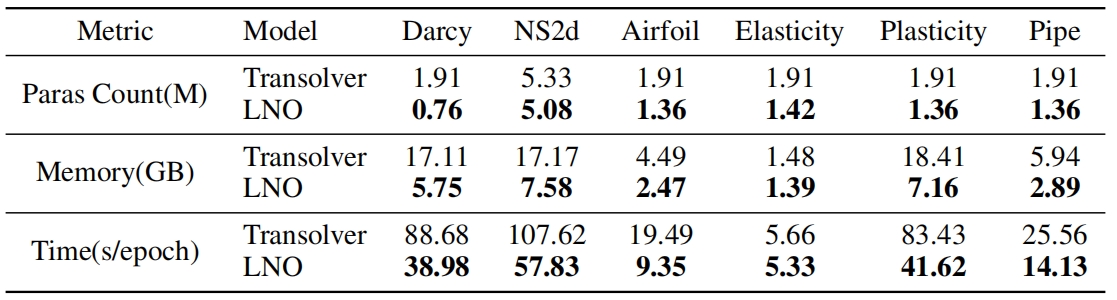 Metric Model Darcy NS2d Airfoil Elasticity Plasticity Pipe
Paras Count(M) Transolver 1.91 5.33 1.91 1.91 1.91 1.91
LNO 0.76 5.08 1.36 1.42 1.36 1.36
Memory(GB) Transolver 17.11 17.17 4.49 1.48 18.41 5.94
LNO 5.75 7.58 2.47 1.39 7.16 2.89
Time(s/epoch) Transolver 88.68 107.62 19.49 5.66 83.43 25.56
LNO 38.98 57.83 9.35 5.33 41.62 14.13